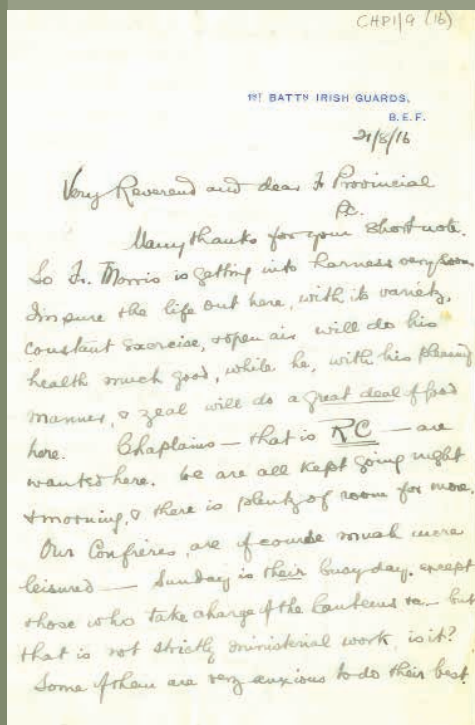 CHP1/9 (16)
1ST BATTN IRISH GUARDS,
B.E.F.
21/8/16
Very Reverend and dear Fr Provincial
P.C.
Many thanks for your short note.
So Fr. Morris is getting into harness very soon.
I'm sure the life out here, with its variety,
constant exercise, & open air will do his
health much good, while he, with his pleasing
manner, & zeal will do a great deal of good
here. Chaplains — that is RC — are
wanted here. We are all kept going night
& morning, & there is plenty of room for more.
Our Confrères are of course much more
leisured — Sunday is their busy day. except
those who take charge of the Canteens — but
that is not strictly ministerial work, is it?
Some of them are very anxious to do their best